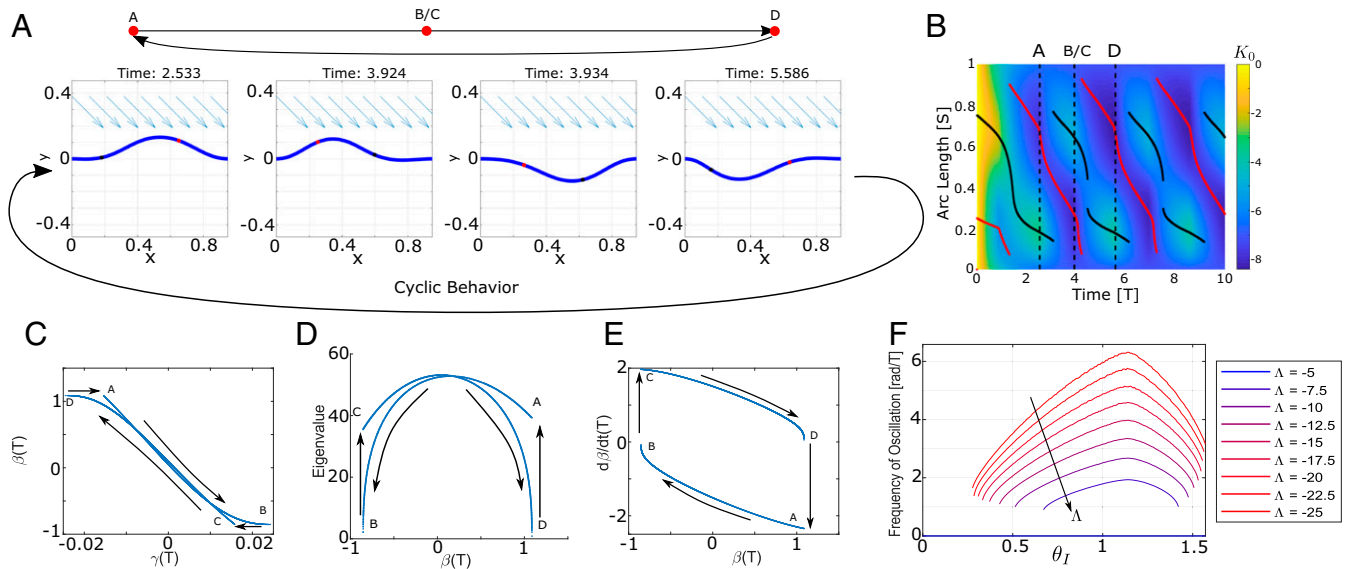 A
A
B/C
D
Time: 2.533
Time: 3.924
Time: 3.934
Time: 5.586
0.4
0
-0.4
y
0
0.4
0.8
x
0.4
0
-0.4
y
0
0.4
0.8
x
0.4
0
-0.4
y
0
0.4
0.8
x
0.4
0
-0.4
y
0
0.4
0.8
x
Cyclic Behavior
B
A
B/C
D
K₀
1
0.8
0.6
0.4
0.2
0
Arc Length [S]
0
2
4
6
8
10
Time [T]
0
-2
-4
-6
-8
C
1
0
-1
β(T)
-0.02
0
0.02
γ(T)
D
A
C
B
D
60
50
40
30
20
10
0
Eigenvalue
-1
0
1
β(T)
C
A
B
D
E
2
0
-2
dβ/dt(T)
-1
0
1
β(T)
C
D
B
A
F
6
4
2
0
Frequency of Oscillation [rad/T]
0
0.5
1
1.5
θ_I
Λ
Λ = -5
Λ = -7.5
Λ = -10
Λ = -12.5
Λ = -15
Λ = -17.5
Λ = -20
Λ = -22.5
Λ = -25